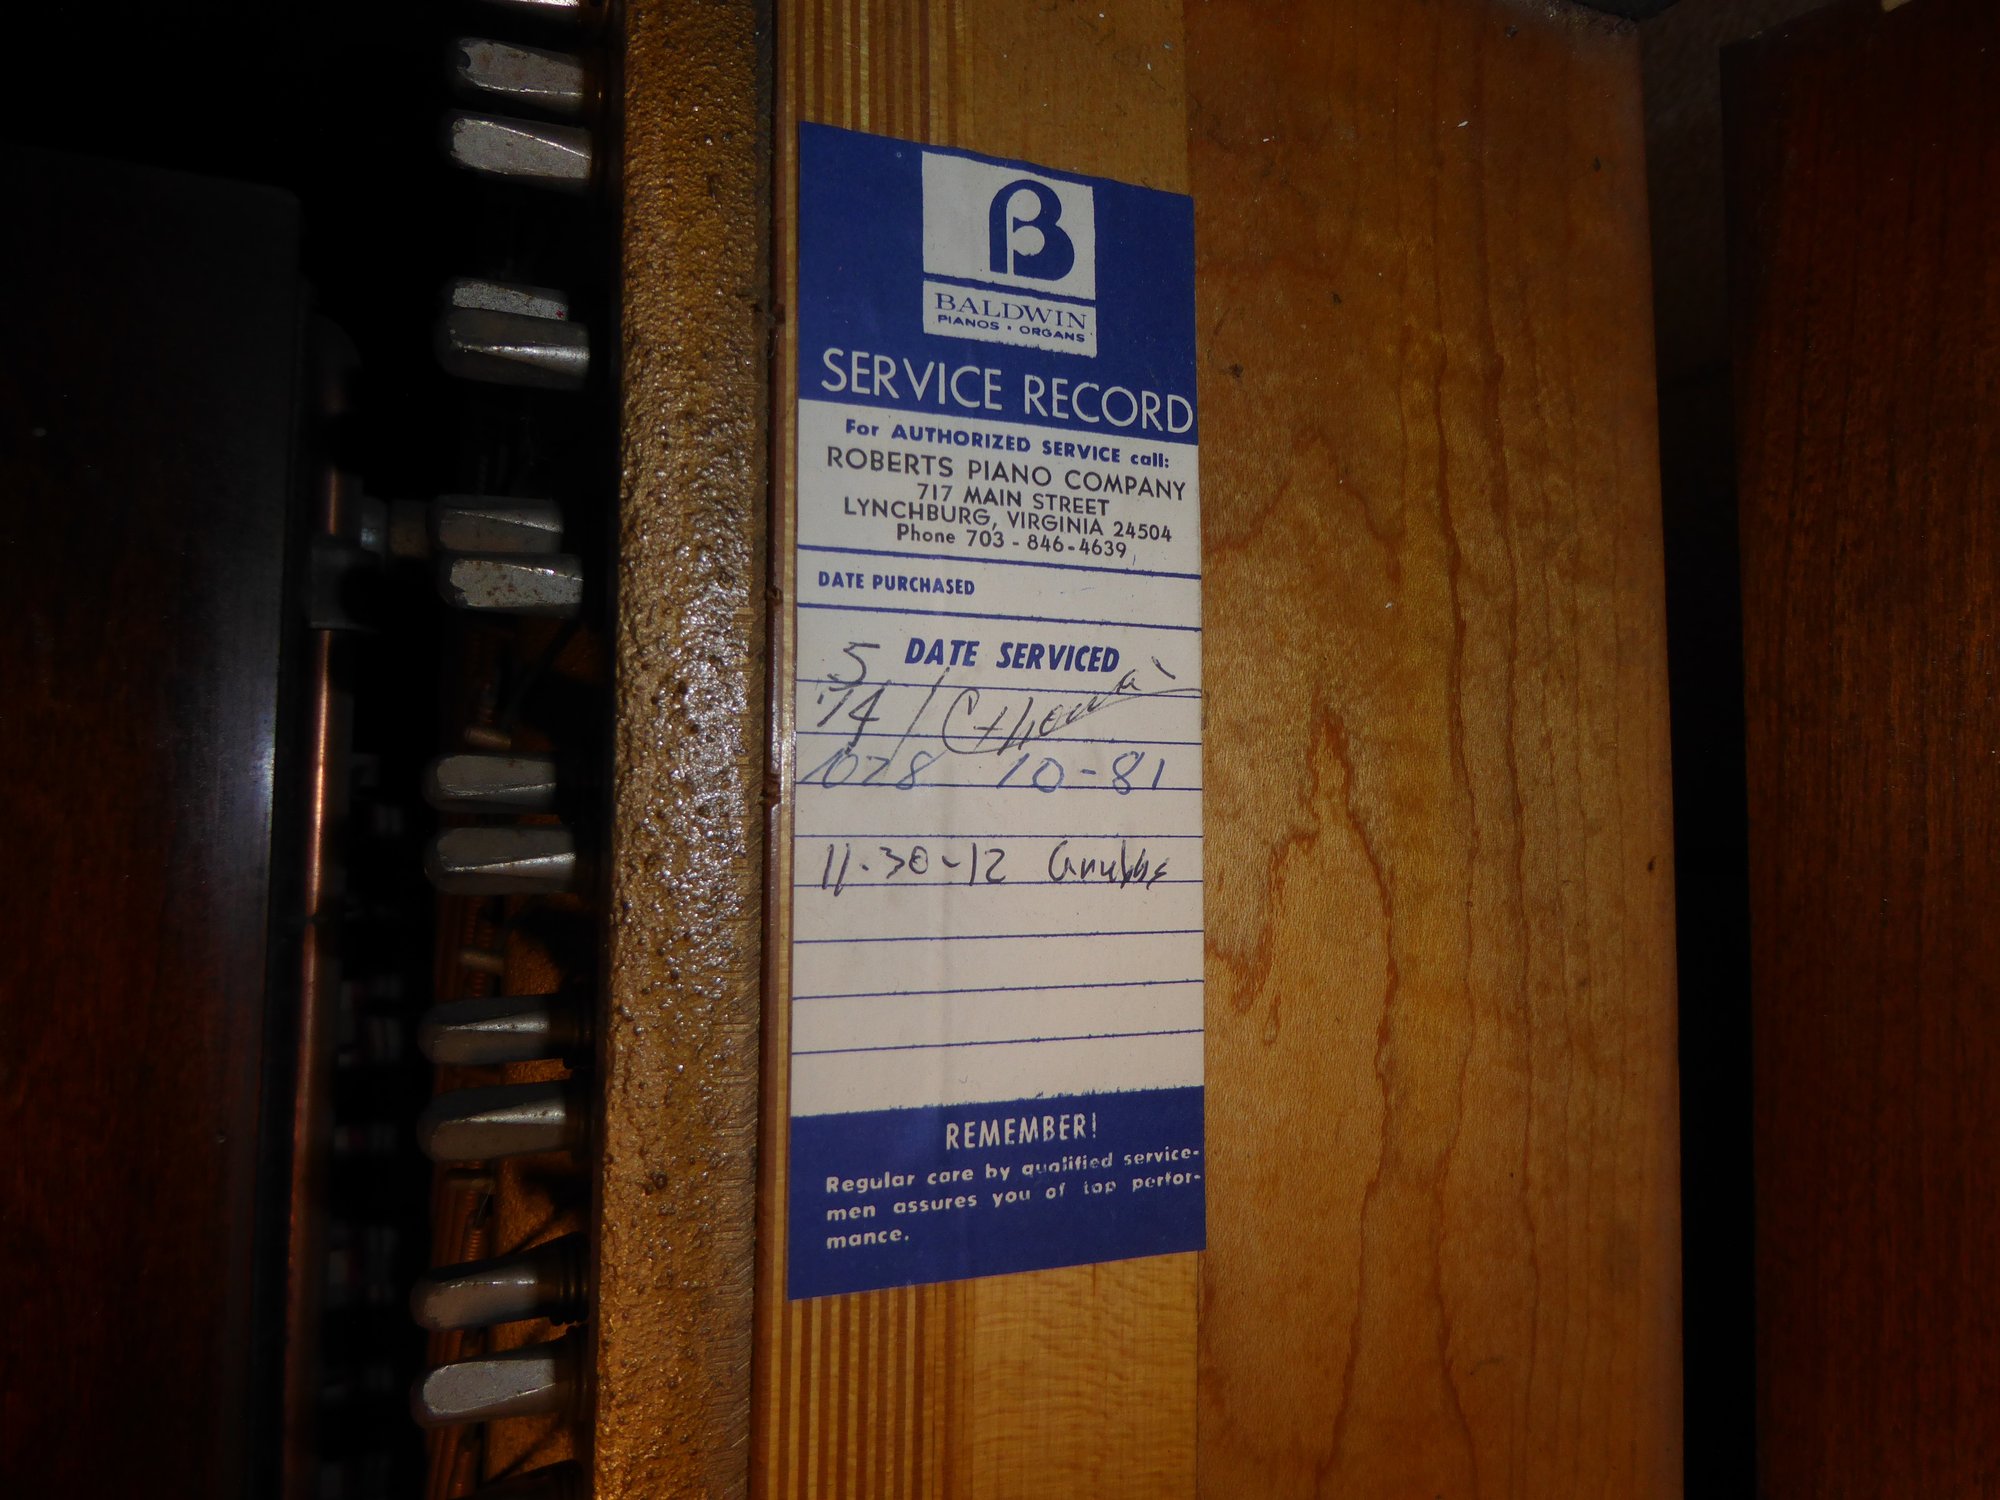 B
BALDWIN
PIANOS • ORGANS
SERVICE RECORD
For AUTHORIZED SERVICE call:
ROBERTS PIANO COMPANY
717 MAIN STREET
LYNCHBURG, VIRGINIA 24504
Phone 703 - 846-4639
DATE PURCHASED
DATE SERVICED
5
74 /
1078 10-81
11-30-12
REMEMBER!
Regular care by qualified service-
men assures you of top perfor-
mance.